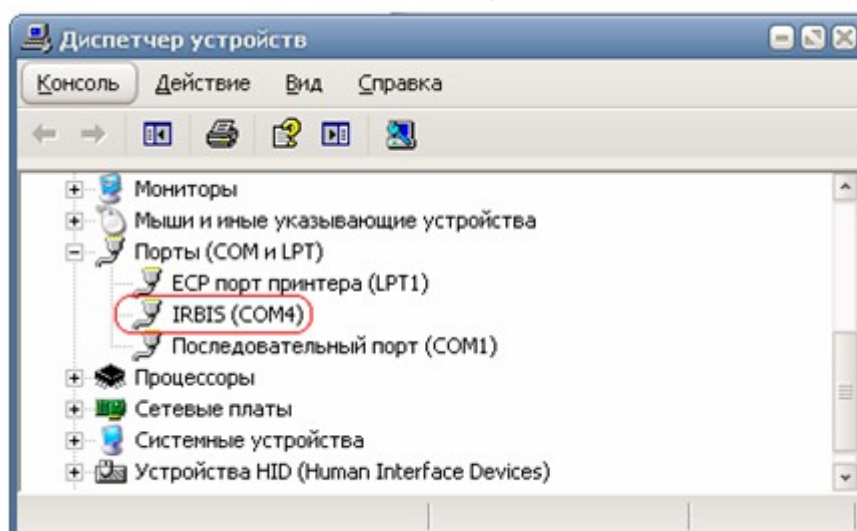 Диспетчер устройств
Консоль Действие Вид Справка
Мониторы
Мыши и иные указывающие устройства
Порты (COM и LPT)
ECP порт принтера (LPT1)
IRBIS (COM4)
Последовательный порт (COM1)
Процессоры
Сетевые платы
Системные устройства
Устройства HID (Human Interface Devices)